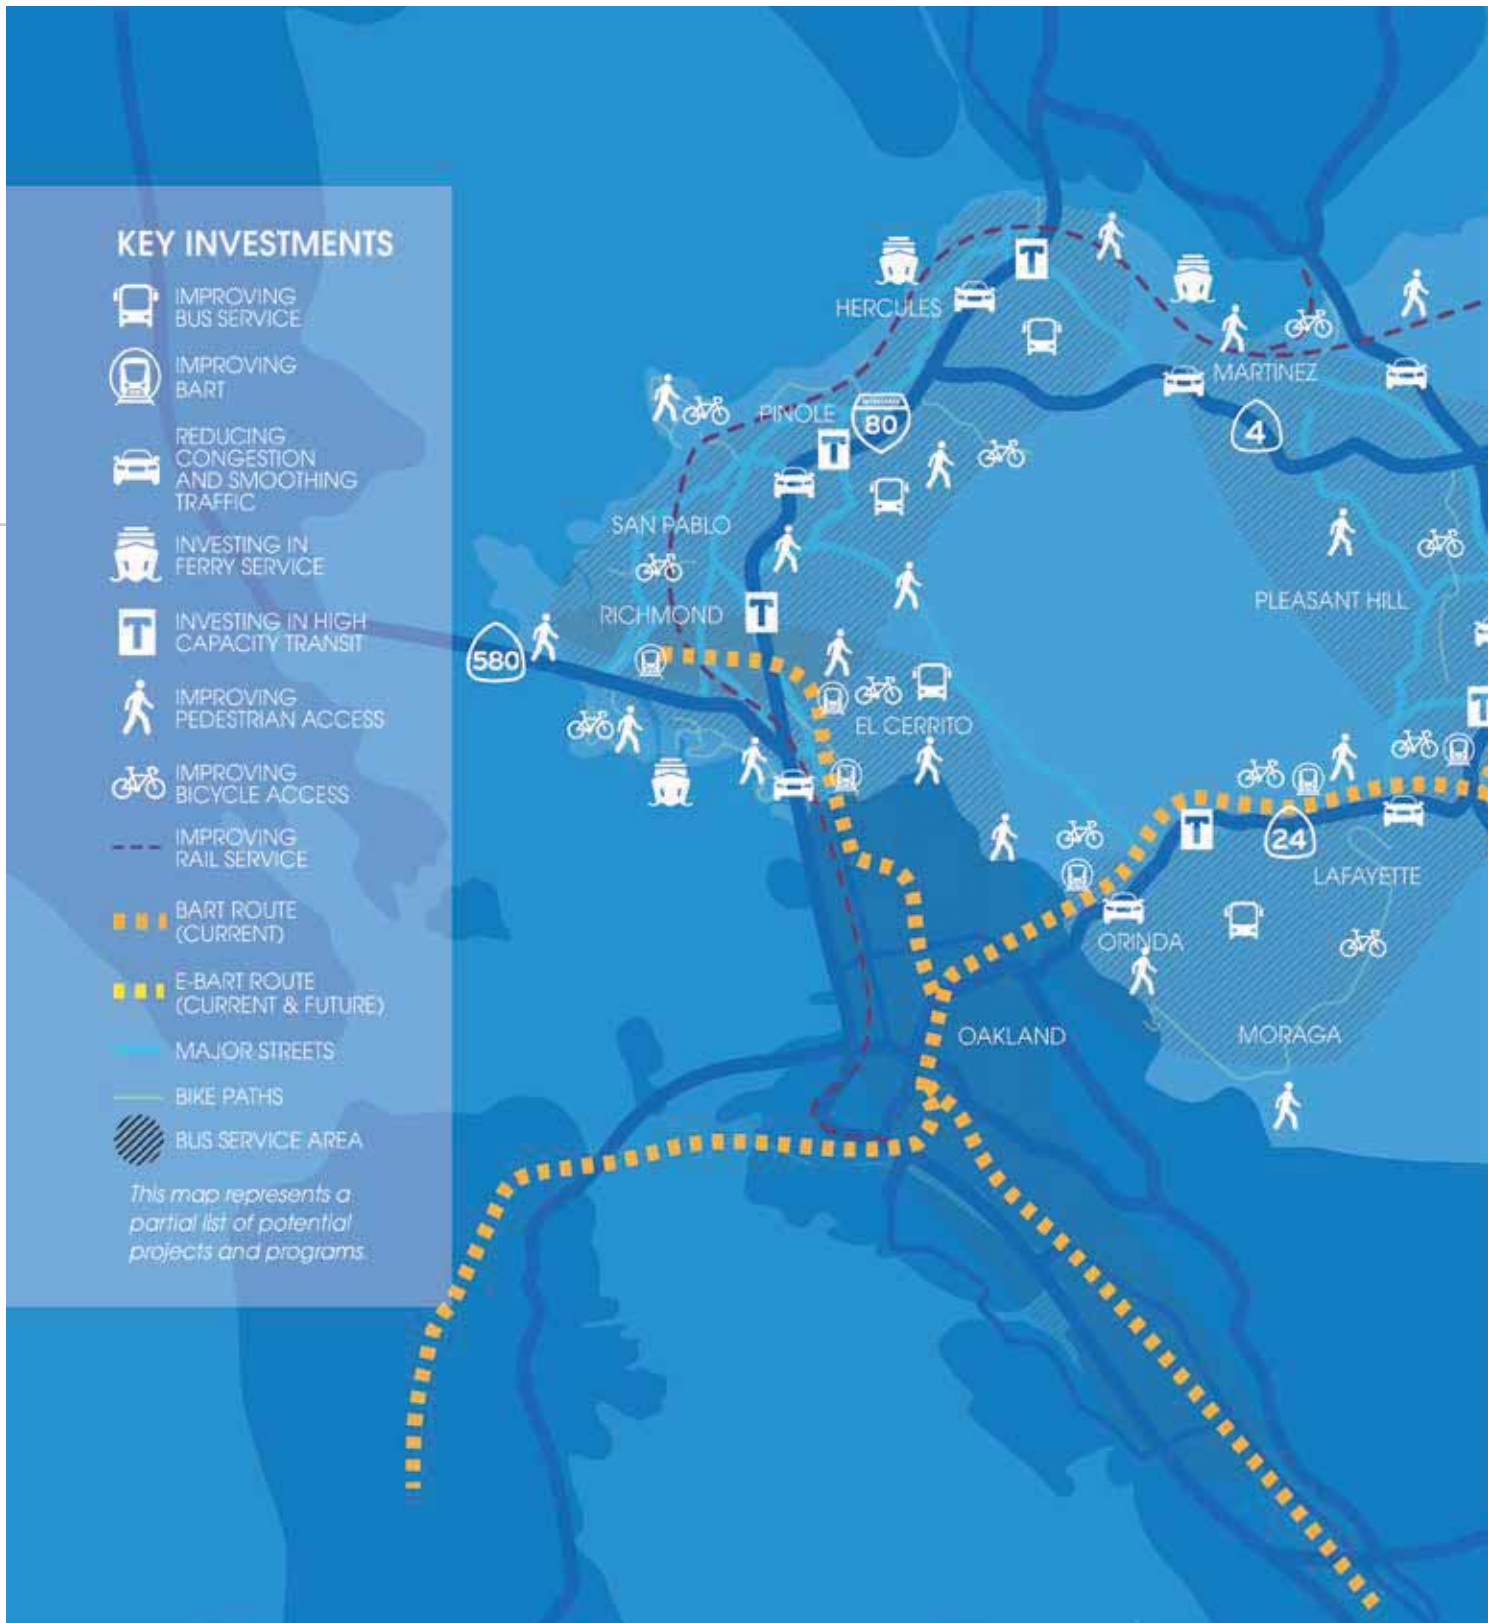 KEY INVESTMENTS
IMPROVING
BUS SERVICE
IMPROVING
BART
REDUCING
CONGESTION
AND SMOOTHING
TRAFFIC
INVESTING IN
FERRY SERVICE
T
INVESTING IN HIGH
CAPACITY TRANSIT
IMPROVING
PEDESTRIAN ACCESS
IMPROVING
BICYCLE ACCESS
IMPROVING
RAIL SERVICE
BART ROUTE
(CURRENT)
E-BART ROUTE
(CURRENT & FUTURE)
MAJOR STREETS
BIKE PATHS
BUS SERVICE AREA
This map represents a
partial list of potential
projects and programs.
T
HERCULES
MARTINEZ
PINOLE
80
4
T
SAN PABLO
PLEASANT HILL
RICHMOND
T
580
T
EL CERRITO
T
24
LAFAYETTE
ORINDA
OAKLAND
MORAGA